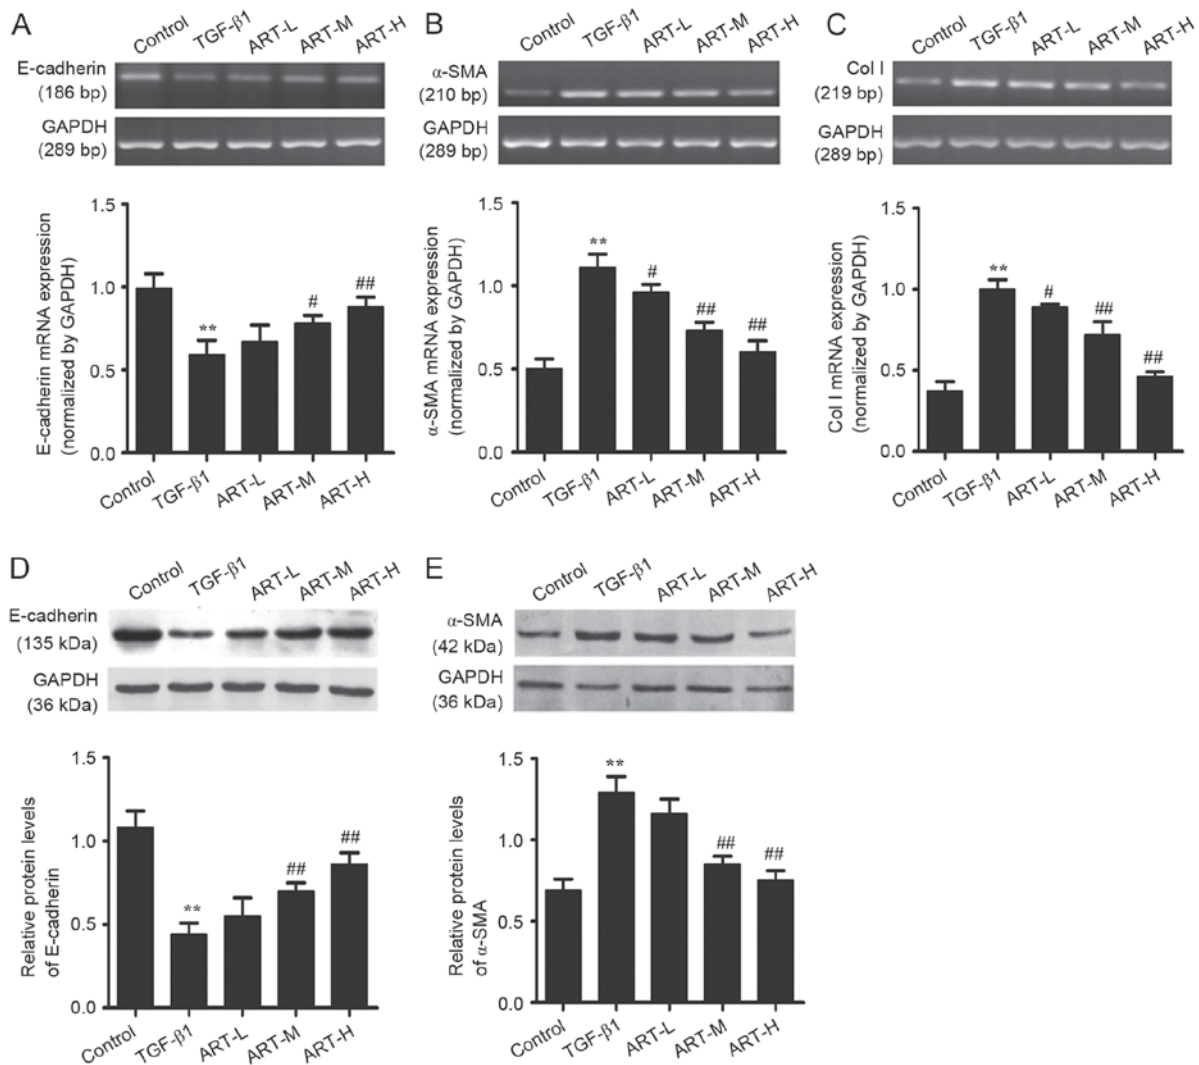 A
Control TGF-β1 ART-L ART-M ART-H
E-cadherin
(186 bp)
GAPDH
(289 bp)
E-cadherin mRNA expression
(normalized by GAPDH)
1.5
1.0
0.5
0.0
**
#
##
Control TGF-β1 ART-L ART-M ART-H
B
Control TGF-β1 ART-L ART-M ART-H
α-SMA
(210 bp)
GAPDH
(289 bp)
α-SMA mRNA expression
(normalized by GAPDH)
1.5
1.0
0.5
0.0
**
#
##
##
Control TGF-β1 ART-L ART-M ART-H
C
Control TGF-β1 ART-L ART-M ART-H
Col I
(219 bp)
GAPDH
(289 bp)
Col I mRNA expression
(normalized by GAPDH)
1.5
1.0
0.5
0.0
**
#
##
##
Control TGF-β1 ART-L ART-M ART-H
D
Control TGF-β1 ART-L ART-M ART-H
E-cadherin
(135 kDa)
GAPDH
(36 kDa)
Relative protein levels
of E-cadherin
1.5
1.0
0.5
0.0
**
##
##
Control TGF-β1 ART-L ART-M ART-H
E
Control TGF-β1 ART-L ART-M ART-H
α-SMA
(42 kDa)
GAPDH
(36 kDa)
Relative protein levels
of α-SMA
1.5
1.0
0.5
0.0
**
##
##
Control TGF-β1 ART-L ART-M ART-H